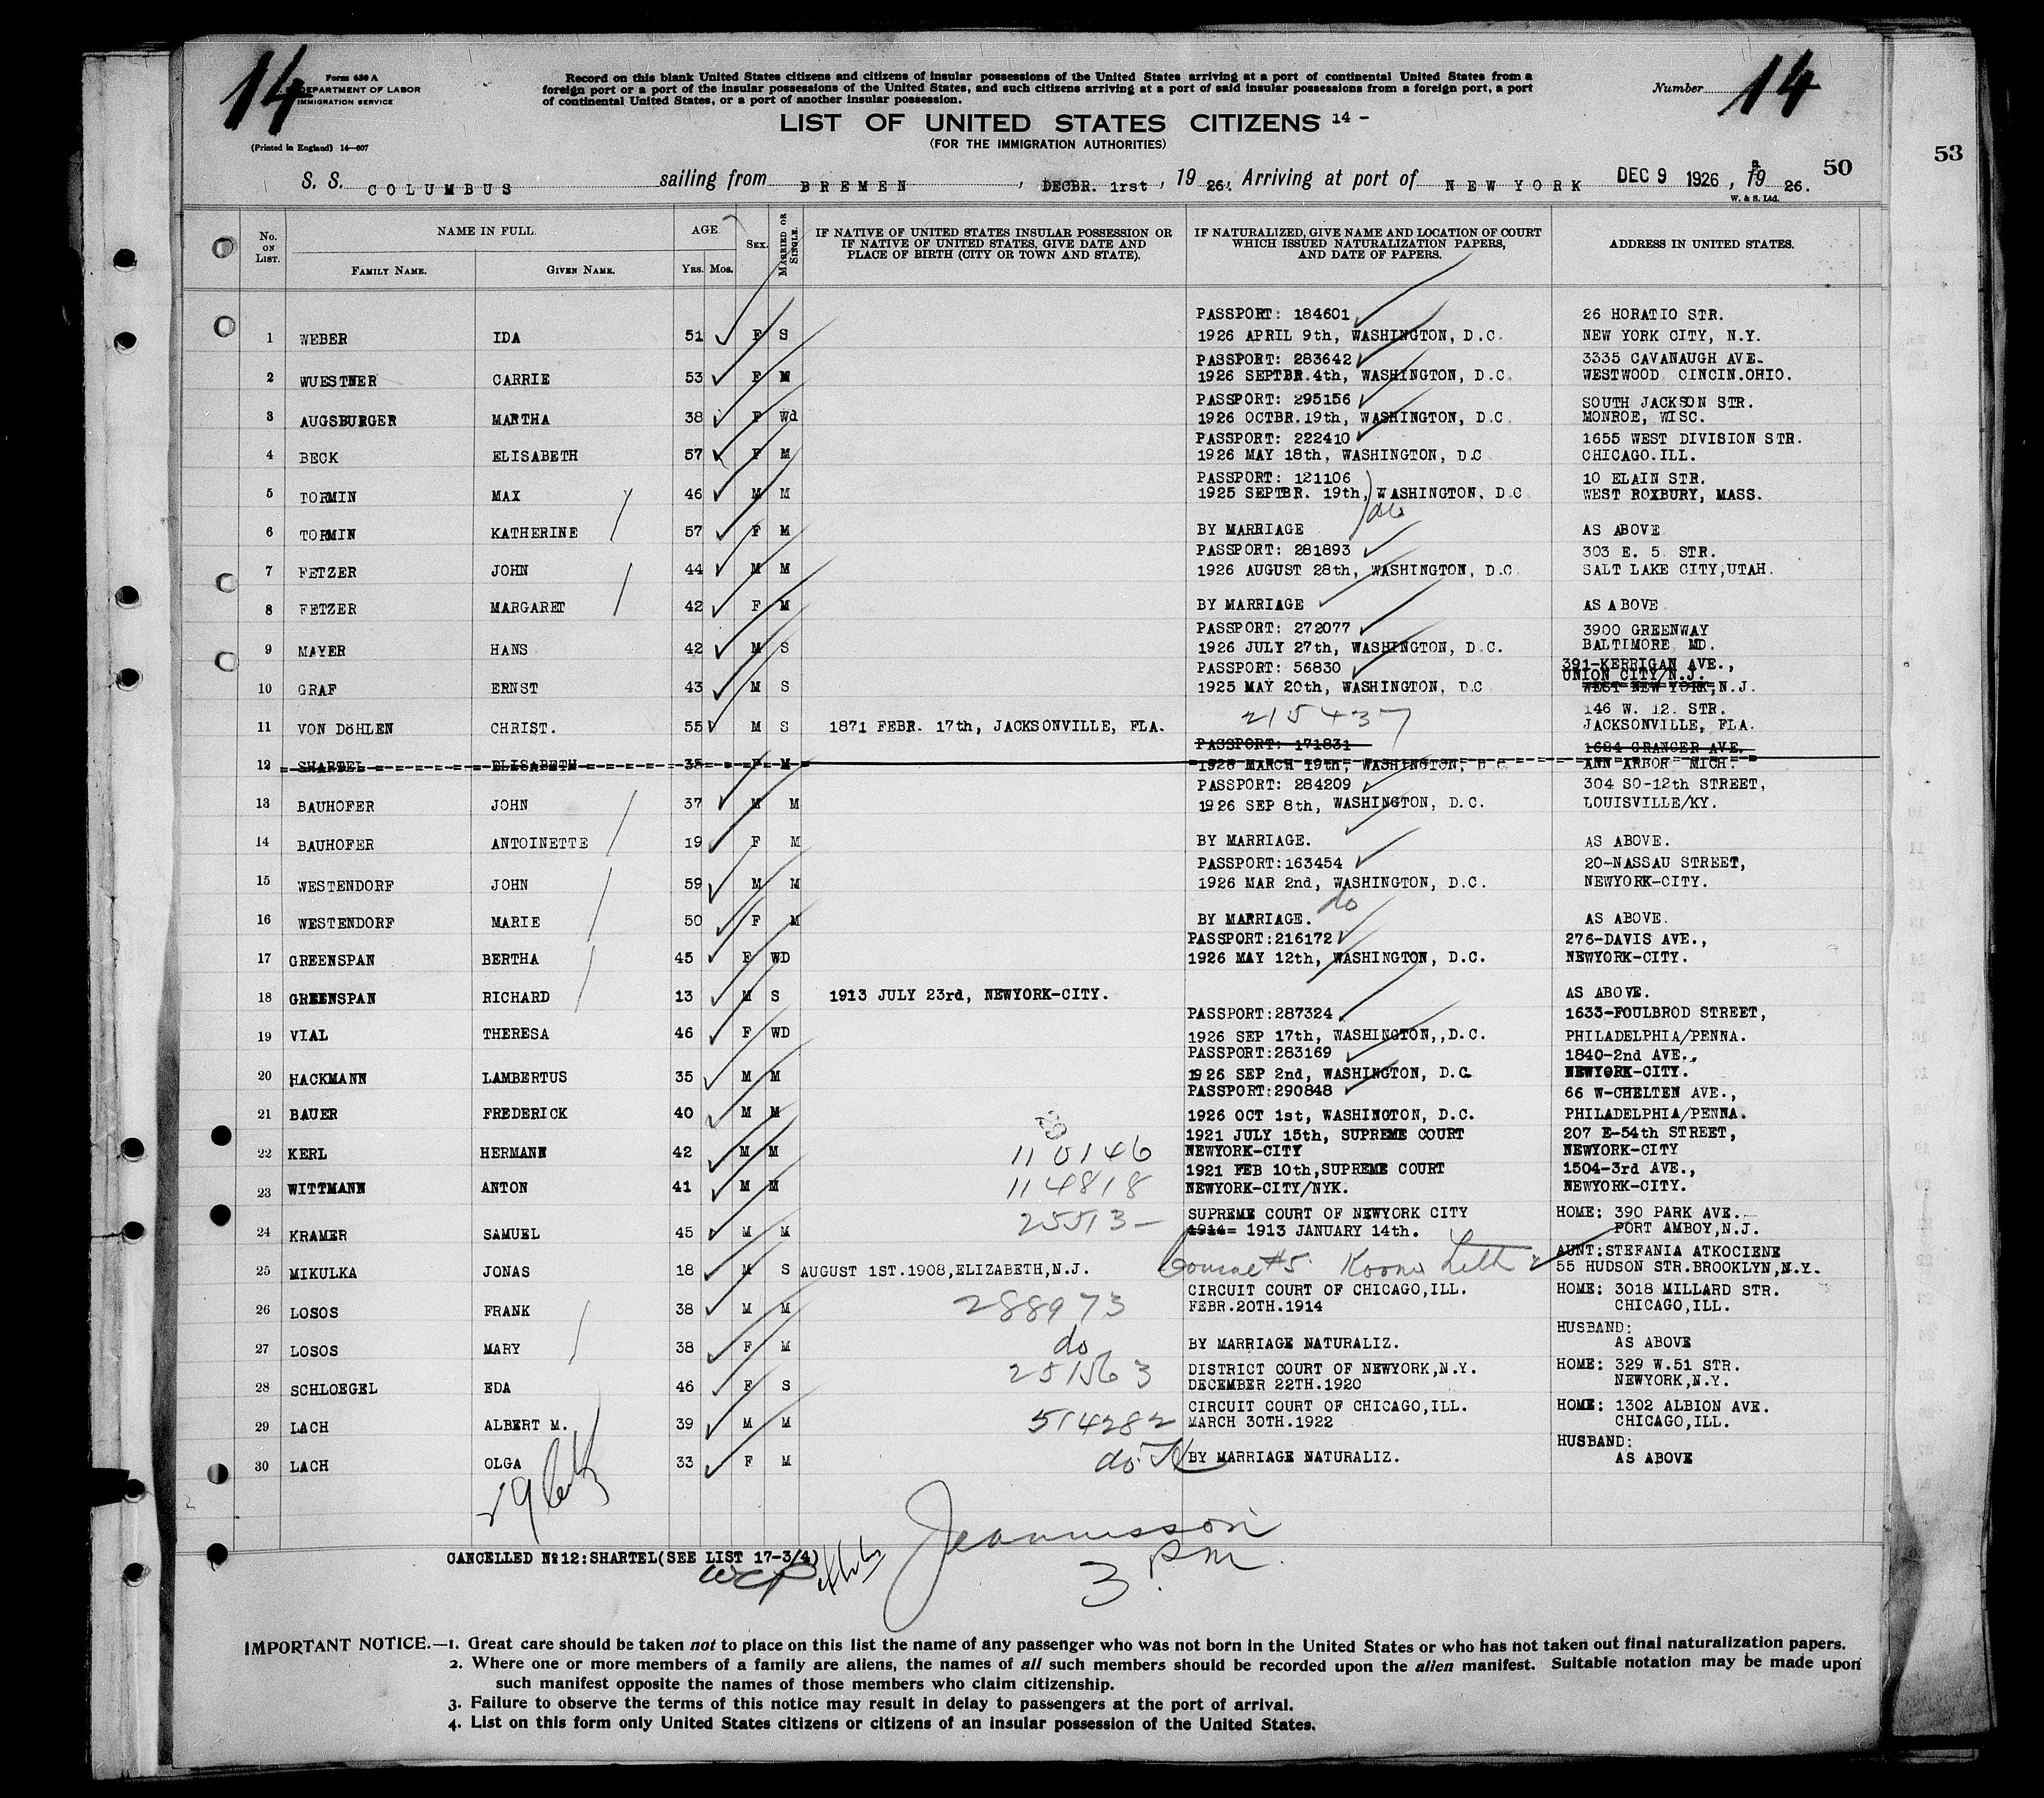 14
Form 630 A
DEPARTMENT OF LABOR
IMMIGRATION SERVICE
(Printed in England) 14—607
Record on this blank United States citizens and citizens of insular possessions of the United States arriving at a port of continental United States from a
foreign port or a port of the insular possessions of the United States, and such citizens arriving at a port of said insular possessions from a foreign port, a port
of continental United States, or a port of another insular possession.
Number 14
LIST OF UNITED STATES CITIZENS 14 -
(FOR THE IMMIGRATION AUTHORITIES)
50
53
S. S. COLUMBUS sailing from BREMEN, DECBR. 1rst, 1926. Arriving at port of NEW YORK DEC 9 1926, 1926.
W. & S. Ltd.
No. ON LIST. NAME IN FULL. FAMILY NAME. GIVEN NAME. AGE Yrs. Mos. SEX. MARRIED OR SINGLE. IF NATIVE OF UNITED STATES INSULAR POSSESSION OR IF NATIVE OF UNITED STATES, GIVE DATE AND PLACE OF BIRTH (CITY OR TOWN AND STATE). IF NATURALIZED, GIVE NAME AND LOCATION OF COURT WHICH ISSUED NATURALIZATION PAPERS, AND DATE OF PAPERS. ADDRESS IN UNITED STATES.
PASSPORT: 184601 26 HORATIO STR.
1 WEBER IDA 51 F S 1926 APRIL 9th, WASHINGTON, D.C. NEW YORK CITY, N.Y.
PASSPORT: 283642 3335 CAVANAUGH AVE.
2 WUESTNER CARRIE 53 F M 1926 SEPTBR.4th, WASHINGTON, D.C. WESTWOOD CINCIN.OHIO.
PASSPORT: 295156 SOUTH JACKSON STR.
3 AUGSBURGER MARTHA 38 F Wd 1926 OCTBR.19th, WASHINGTON, D.C MONROE, WISC.
PASSPORT: 222410 1655 WEST DIVISION STR.
4 BECK ELISABETH 57 F M 1926 MAY 18th, WASHINGTON, D.C CHICAGO.ILL.
PASSPORT: 121106 10 ELAIN STR.
5 TORMIN MAX 46 M M 1925 SEPTBR. 19th, WASHINGTON, D.C WEST ROXBURY, MASS.
do
6 TORMIN KATHERINE 57 F M BY MARRIAGE AS ABOVE
PASSPORT: 281893 303 E. 5 STR.
7 FETZER JOHN 44 M M 1926 AUGUST 28th, WASHINGTON, D.C. SALT LAKE CITY,UTAH.
8 FETZER MARGARET 42 F M BY MARRIAGE AS ABOVE
PASSPORT: 272077 3900 GREENWAY
9 MAYER HANS 42 M S 1926 JULY 27th, WASHINGTON, D.C. BALTIMORE MD.
PASSPORT: 56830 391-KERRIGAN AVE.,
UNION CITY/N.J.
10 GRAF ERNST 43 M S 1925 MAY 20th, WASHINGTON, D.C WEST NEW YORK,N.J.
215437 146 W. 12. STR.
11 VON DöHLEN CHRIST. 55 M S 1871 FEBR. 17th, JACKSONVILLE, FLA. JACKSONVILLE, FLA.
PASSPORT: 171831 1684 GRANGER AVE.
12 SHARTEL ELISABETH 35 F M 1926 MARCH 19th, WASHINGTON, D.C. ANN ARBOR MICH.
PASSPORT: 284209 304 SO-12th STREET,
13 BAUHOFER JOHN 37 M M 1926 SEP 8th, WASHINGTON, D.C. LOUISVILLE/KY.
14 BAUHOFER ANTOINETTE 19 F M BY MARRIAGE. AS ABOVE.
PASSPORT:163454 20-NASSAU STREET,
15 WESTENDORF JOHN 59 M M 1926 MAR 2nd, WASHINGTON, D.C. NEWYORK-CITY.
do
16 WESTENDORF MARIE 50 F M BY MARRIAGE. AS ABOVE.
PASSPORT:216172 276-DAVIS AVE.,
17 GREENSPAN BERTHA 45 F WD 1926 MAY 12th, WASHINGTON, D.C. NEWYORK-CITY.
18 GREENSPAN RICHARD 13 M S 1913 JULY 23rd, NEWYORK-CITY. AS ABOVE.
PASSPORT:287324 1633-FOULBROD STREET,
19 VIAL THERESA 46 F WD 1926 SEP 17th, WASHINGTON,,D.C. PHILADELPHIA/PENNA.
PASSPORT:283169 1840-2nd AVE.,
20 HACKMANN LAMBERTUS 35 M M 1926 SEP 2nd, WASHINGTON, D.C. NEWYORK-CITY.
PASSPORT:290848 66 W-CHELTEN AVE.,
21 BAUER FREDERICK 40 M M 1926 OCT 1st, WASHINGTON, D.C. PHILADELPHIA/PENNA.
1921 JULY 15th, SUPREME COURT 207 E-54th STREET,
22 KERL HERMANN 42 M M 110146 NEWYORK-CITY NEWYORK-CITY
1921 FEB 10th,SUPREME COURT 1504-3rd AVE.,
23 WITTMANN ANTON 41 M M 114818 NEWYORK-CITY/NYK. NEWYORK-CITY.
25513- SUPREME COURT OF NEWYORK CITY HOME: 390 PARK AVE.
24 KRAMER SAMUEL 45 M M 1914= 1913 JANUARY 14th. PORT AMBOY,N.J.
AUNT:STEFANIA ATKOCIENE
25 MIKULKA JONAS 18 M S AUGUST 1ST.1908,ELIZABETH,N.J. #5 55 HUDSON STR.BROOKLYN,N.Y.
CIRCUIT COURT OF CHICAGO,ILL. HOME: 3018 MILLARD STR.
26 LOSOS FRANK 38 M M 288973 FEBR.20TH.1914 CHICAGO,ILL.
HUSBAND:
27 LOSOS MARY 38 F M do BY MARRIAGE NATURALIZ. AS ABOVE
251563 DISTRICT COURT OF NEWYORK,N.Y. HOME: 329 W.51 STR.
28 SCHLOEGEL EDA 46 F S DECEMBER 22TH.1920 NEWYORK,N.Y.
CIRCUIT COURT OF CHICAGO,ILL. HOME: 1302 ALBION AVE.
29 LACH ALBERT M. 39 M M 514282 MARCH 30TH.1922 CHICAGO,ILL.
HUSBAND:
30 LACH OLGA 33 F M do BY MARRIAGE NATURALIZ. AS ABOVE
CANCELLED №12:SHARTEL(SEE LIST 17-3/4)
3 P.m.
IMPORTANT NOTICE.—1. Great care should be taken not to place on this list the name of any passenger who was not born in the United States or who has not taken out final naturalization papers.
2. Where one or more members of a family are aliens, the names of all such members should be recorded upon the alien manifest. Suitable notation may be made upon
such manifest opposite the names of those members who claim citizenship.
3. Failure to observe the terms of this notice may result in delay to passengers at the port of arrival.
4. List on this form only United States citizens or citizens of an insular possession of the United States.